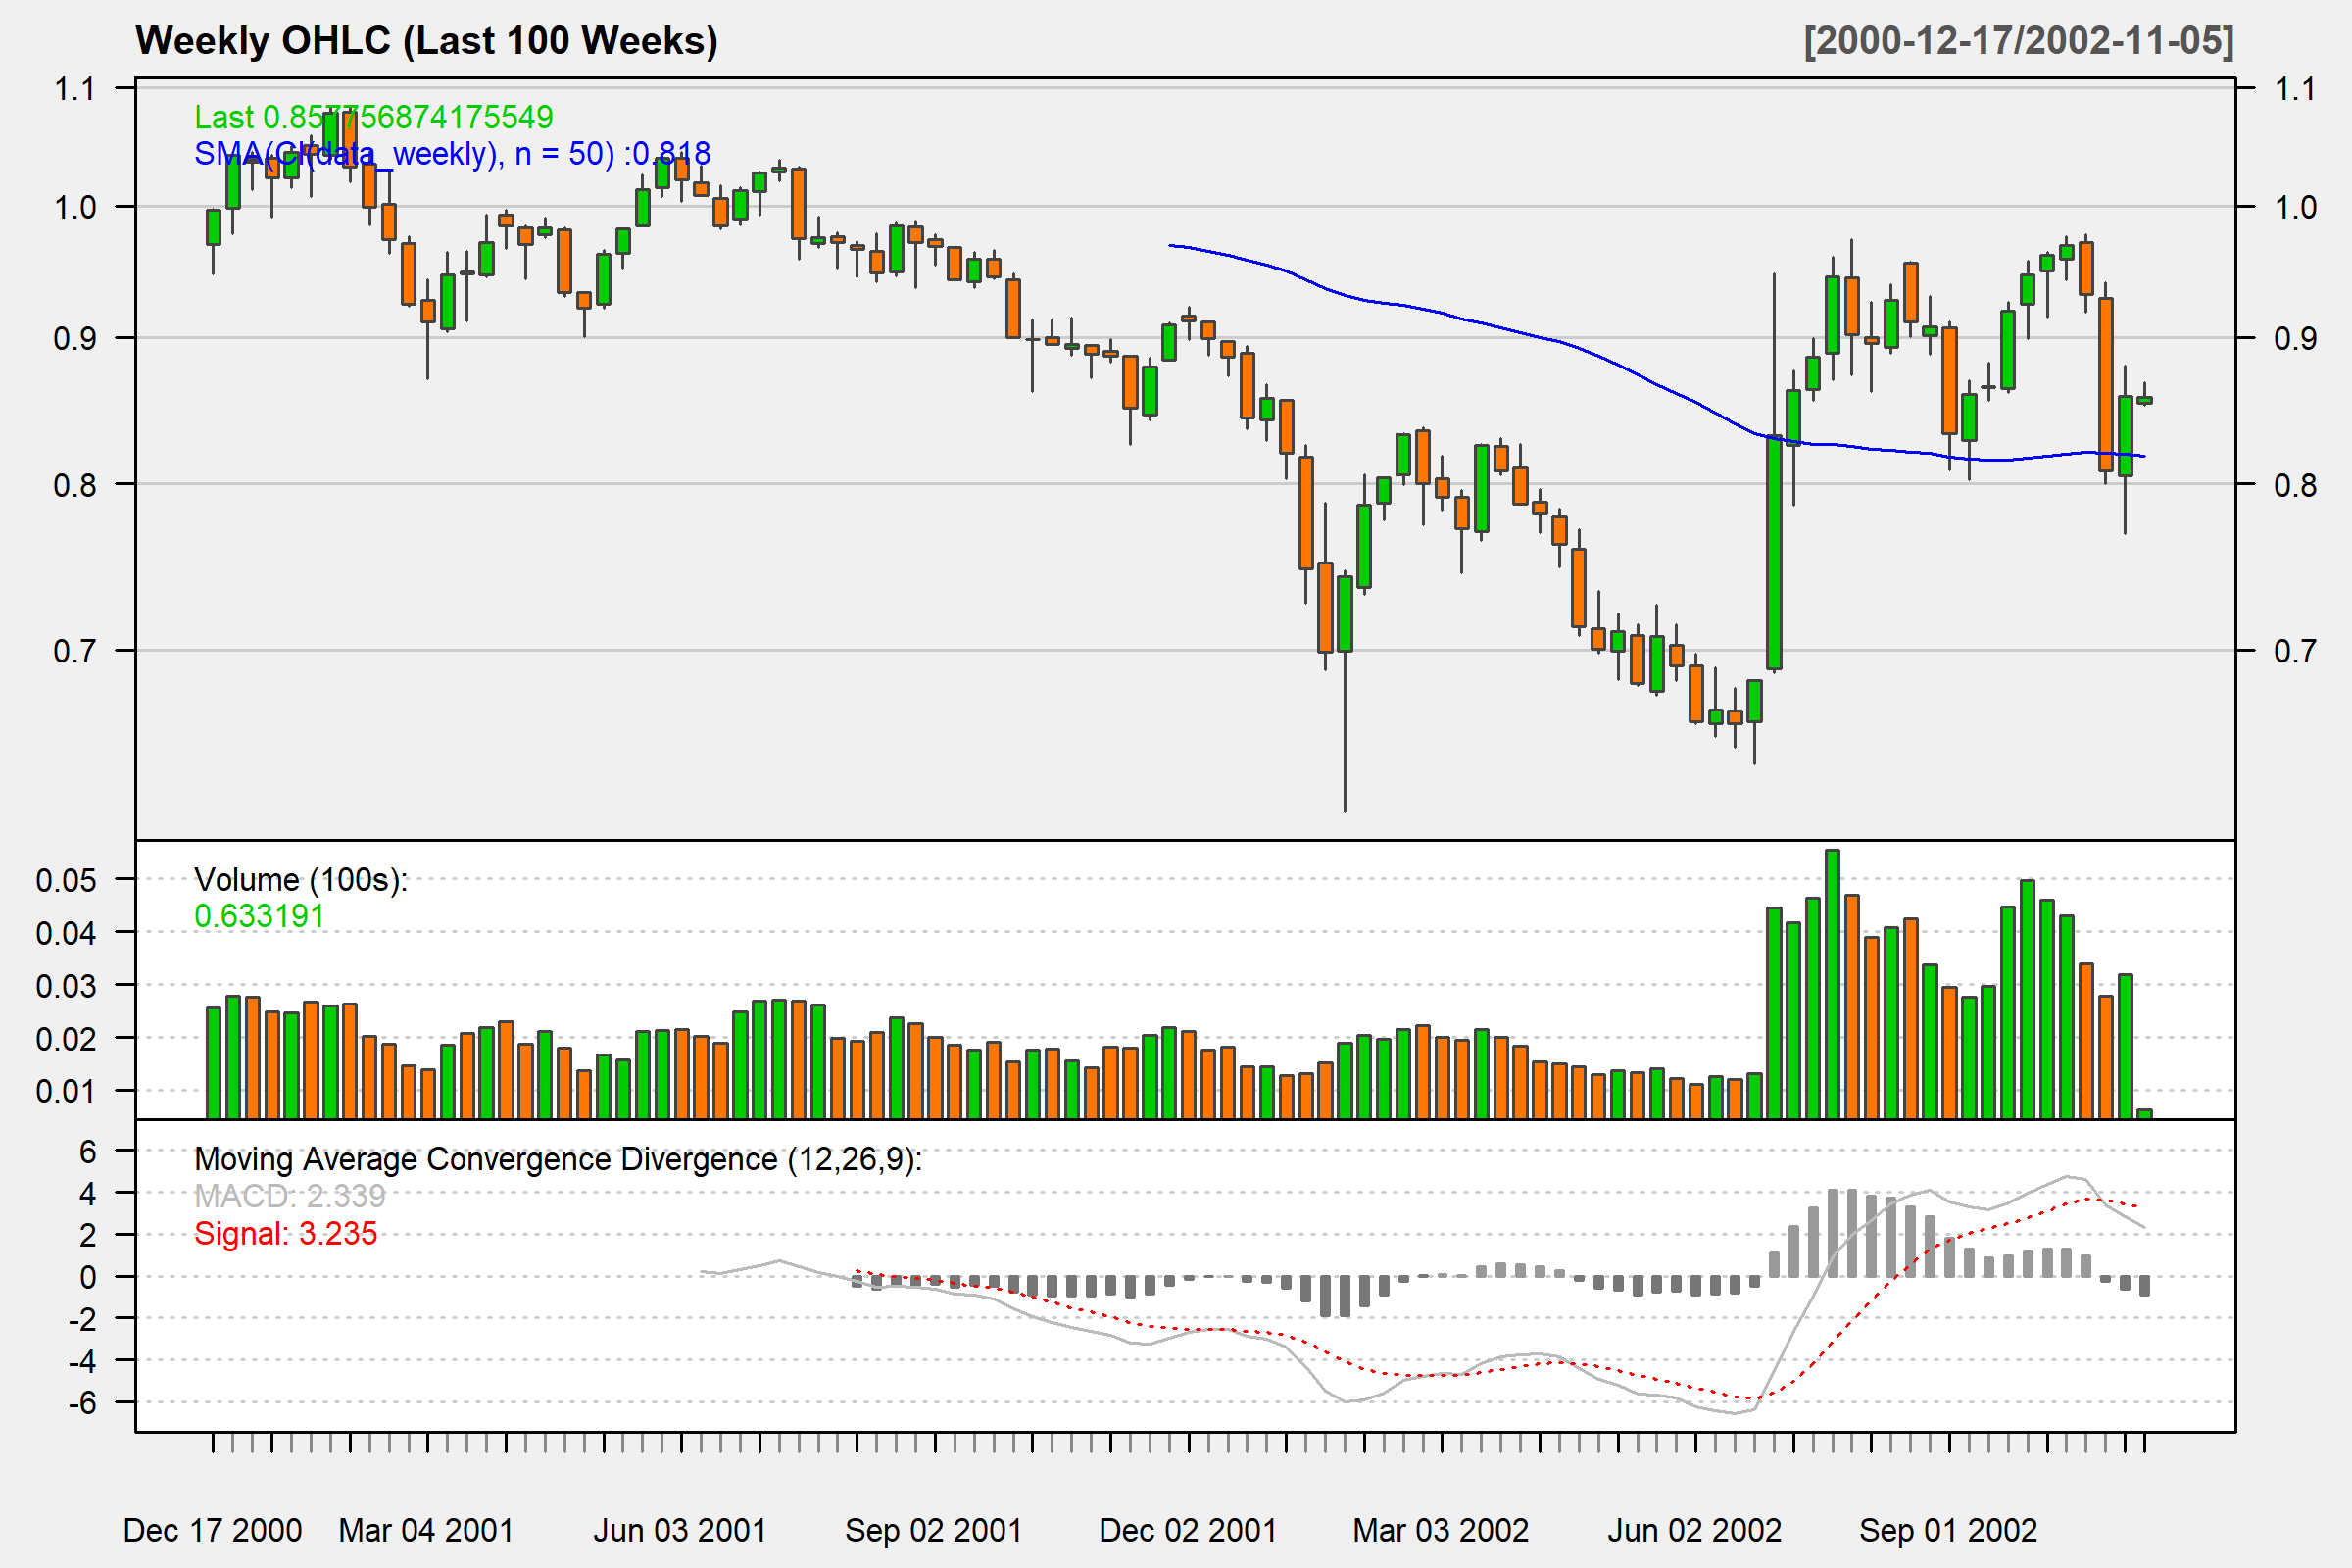 Weekly OHLC (Last 100 Weeks) [2000-12-17/2002-11-05]
1.1 1.1
Last 0.857756874175549
SMA(Cl(data_weekly), n = 50) :0.818
1.0 1.0
0.9 0.9
0.8 0.8
0.7 0.7
Volume (100s):
0.633191
0.05
0.04
0.03
0.02
0.01
Moving Average Convergence Divergence (12,26,9):
MACD: 2.339
Signal: 3.235
6
4
2
0
-2
-4
-6
Dec 17 2000 Mar 04 2001 Jun 03 2001 Sep 02 2001 Dec 02 2001 Mar 03 2002 Jun 02 2002 Sep 01 2002